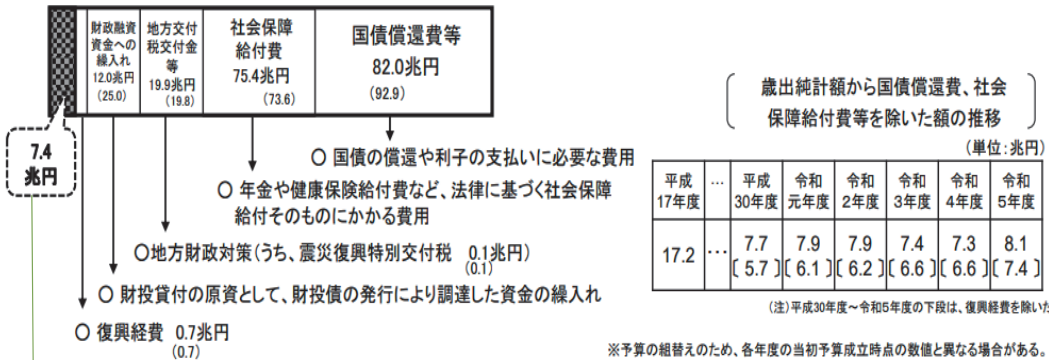 財政融資
資金への
繰入れ
12.0兆円
(25.0)
地方交付
税交付金
等
19.9兆円
(19.8)
社会保障
給付費
75.4兆円
(73.6)
国債償還費等
82.0兆円
(92.9)
7.4
兆円
○ 国債の償還や利子の支払いに必要な費用
○ 年金や健康保険給付費など、法律に基づく社会保障
給付そのものにかかる費用
○地方財政対策(うち、震災復興特別交付税 0.1兆円)
(0.1)
○ 財投貸付の原資として、財投債の発行により調達した資金の繰入れ
○ 復興経費 0.7兆円
(0.7)
歳出純計額から国債償還費、社会
保障給付費等を除いた額の推移
(単位:兆円)
平成 … 平成 令和 令和 令和 令和 令和
17年度 30年度 元年度 2年度 3年度 4年度 5年度
17.2 … 7.7 7.9 7.9 7.4 7.3 8.1
〔 5.7 〕〔 6.1 〕〔 6.2 〕〔 6.6 〕〔 6.6 〕〔 7.4 〕
(注)平成30年度~令和5年度の下段は、復興経費を除いた
※予算の組替えのため、各年度の当初予算成立時点の数値と異なる場合がある。